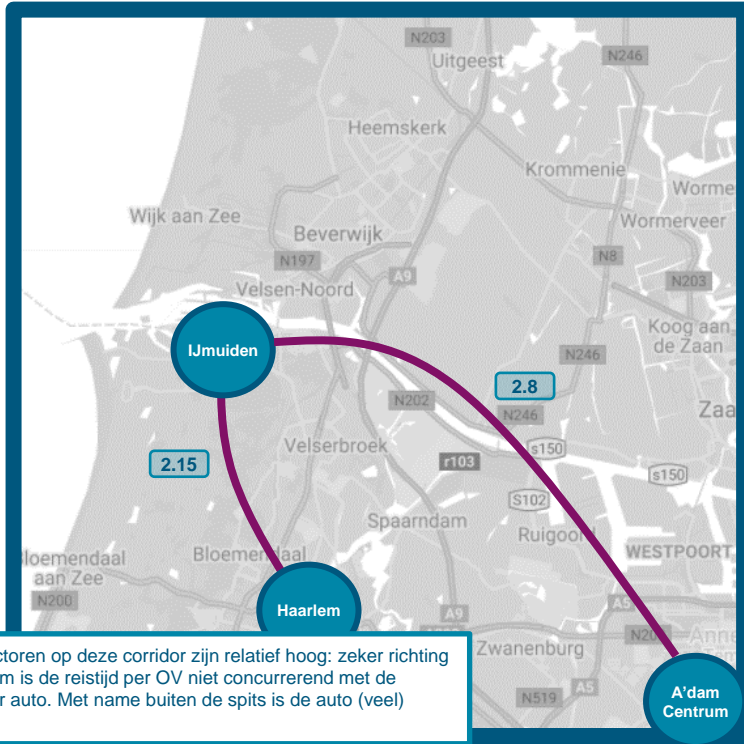 N203
Uitgeest
N246
Heemskerk
Krommenie
Worme
Wijk aan Zee
Wormerveer
Beverwijk
N197
A9
N8
N203
Velsen-Noord
Koog aan
de Zaan
IJmuiden
N246
2.8
N202
N246
Zaa
Velserbroek
s150
2.15
r103
s150
S102
Spaarndam
Ruigoord
WESTPOORT
Bloemendaal
aan Zee
Bloemendaal
N200
Haarlem
A9
A5
N20
Anne
Zwanenburg
ctoren op deze corridor zijn relatief hoog: zeker richting
m is de reistijd per OV niet concurrerend met de
r auto. Met name buiten de spits is de auto (veel)
N519
A5
A'dam
Centrum